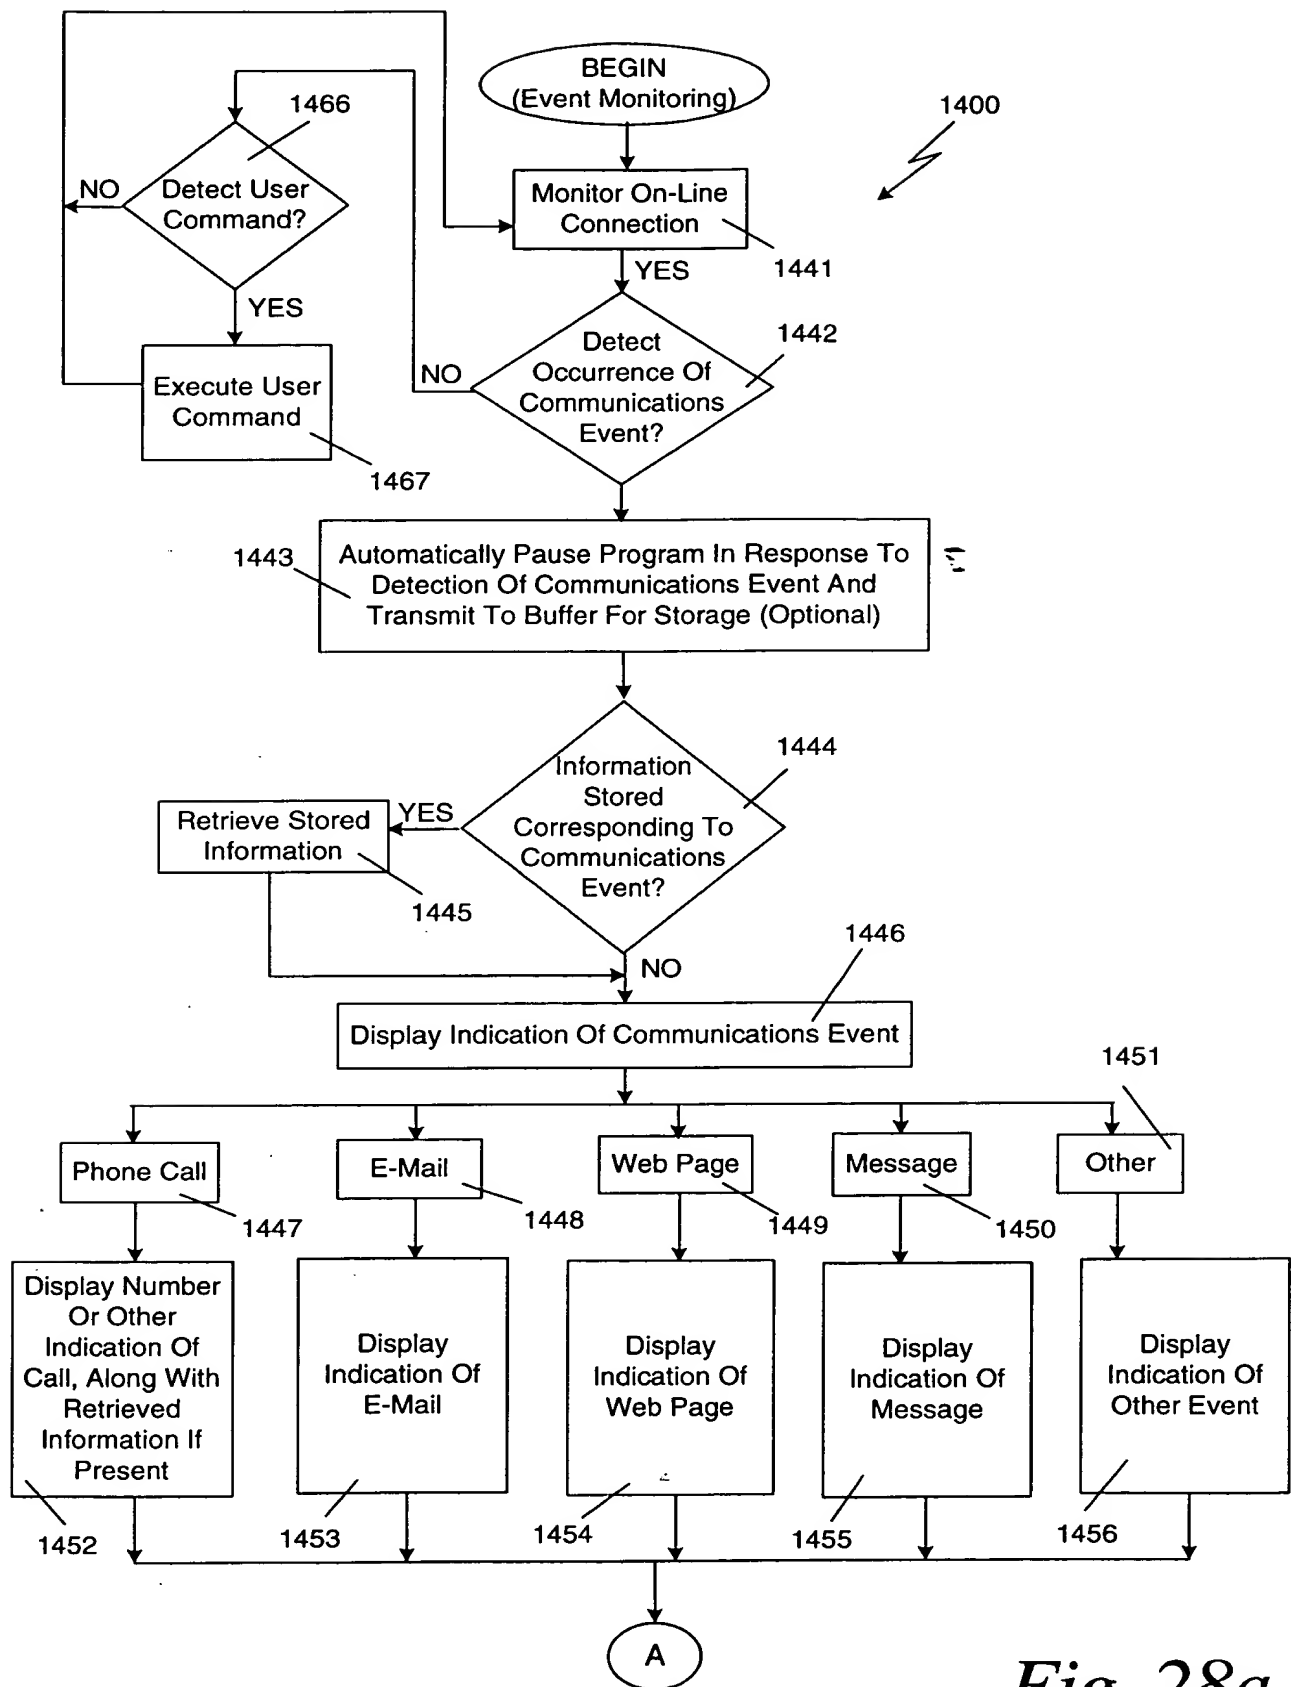 BEGIN
(Event Monitoring)
1466
1400
NO
Detect User
Command?
Monitor On-Line
Connection
1441
YES
YES
1442
Detect
Occurrence Of
Communications
Event?
NO
Execute User
Command
1467
1443
Automatically Pause Program In Response To
Detection Of Communications Event And
Transmit To Buffer For Storage (Optional)
1444
Information
Stored
Corresponding To
Communications
Event?
YES
Retrieve Stored
Information
1445
1446
NO
Display Indication Of Communications Event
1451
Phone Call
E-Mail
Web Page
Message
Other
1447
1448
1449
1450
Display Number
Or Other
Indication Of
Call, Along With
Retrieved
Information If
Present
Display
Indication Of
E-Mail
Display
Indication Of
Web Page
Display
Indication Of
Message
Display
Indication Of
Other Event
1452
1453
1454
1455
1456
A
Fig. 28a